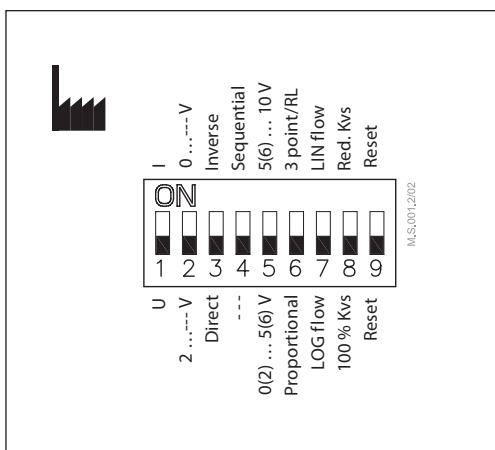 I
0 ...--- V
Inverse
Sequential
5(6) ... 10 V
3 point/RL
LIN flow
Red. Kvs
Reset
ON
1 2 3 4 5 6 7 8 9
U
2 ...--- V
Direct
---
0(2) ... 5(6) V
Proportional
LOG flow
100 % Kvs
Reset
M.S.001.2/02